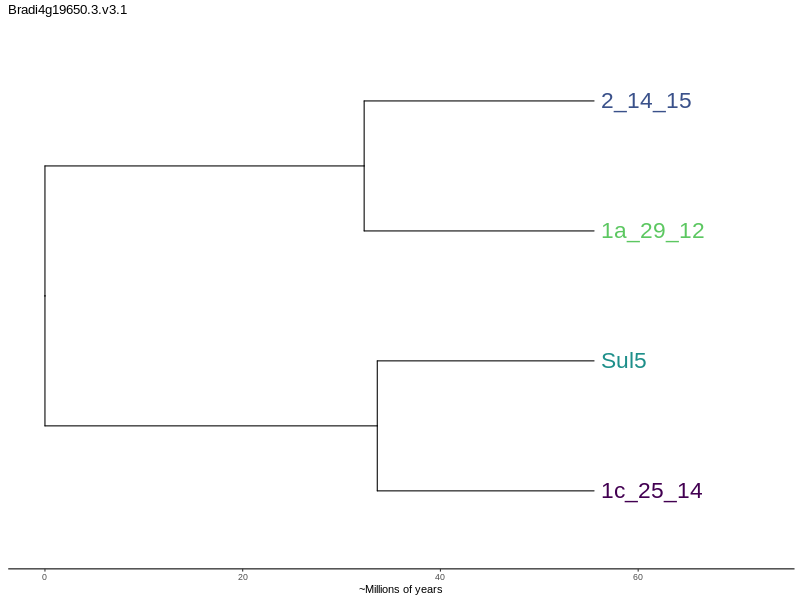 Bradi4g19650.3.v3.1
2_14_15
1a_29_12
Sul5
1c_25_14
0 20 40 60
~Millions of years